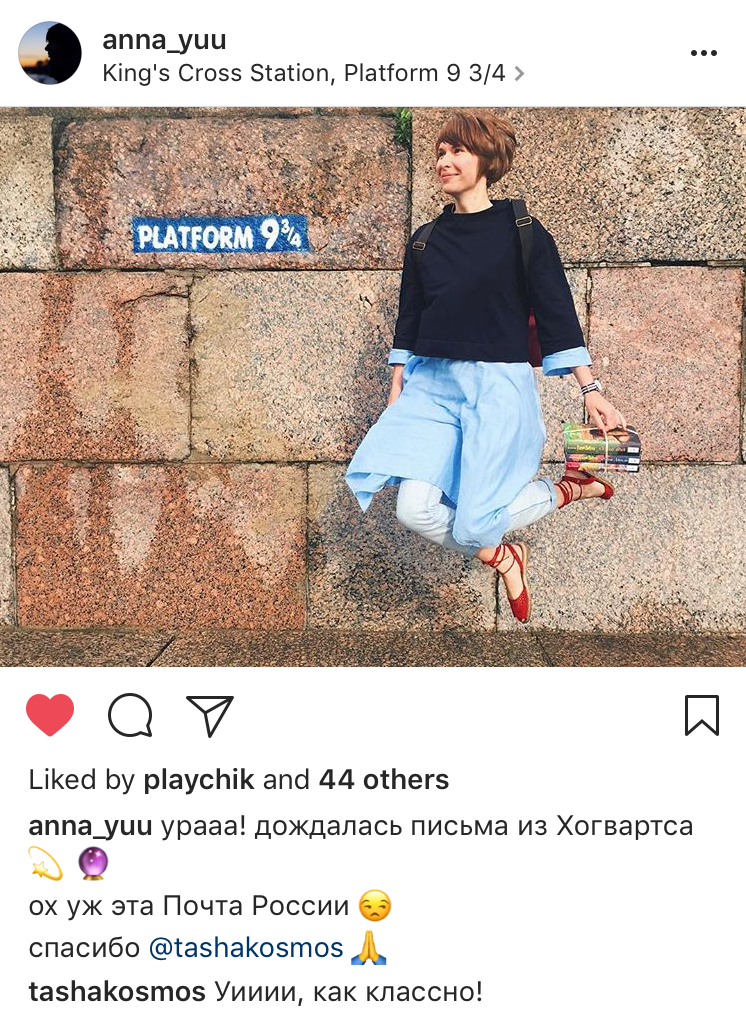 anna_yuu
King's Cross Station, Platform 9 3/4 >
PLATFORM 9 3/4
Liked by playchik and 44 others
anna_yuu урааа! дождалась письма из Хогвартса
💫 🔮
ох уж эта Почта России 😒
спасибо @tashakosmos 🙏
tashakosmos Уииии, как классно!